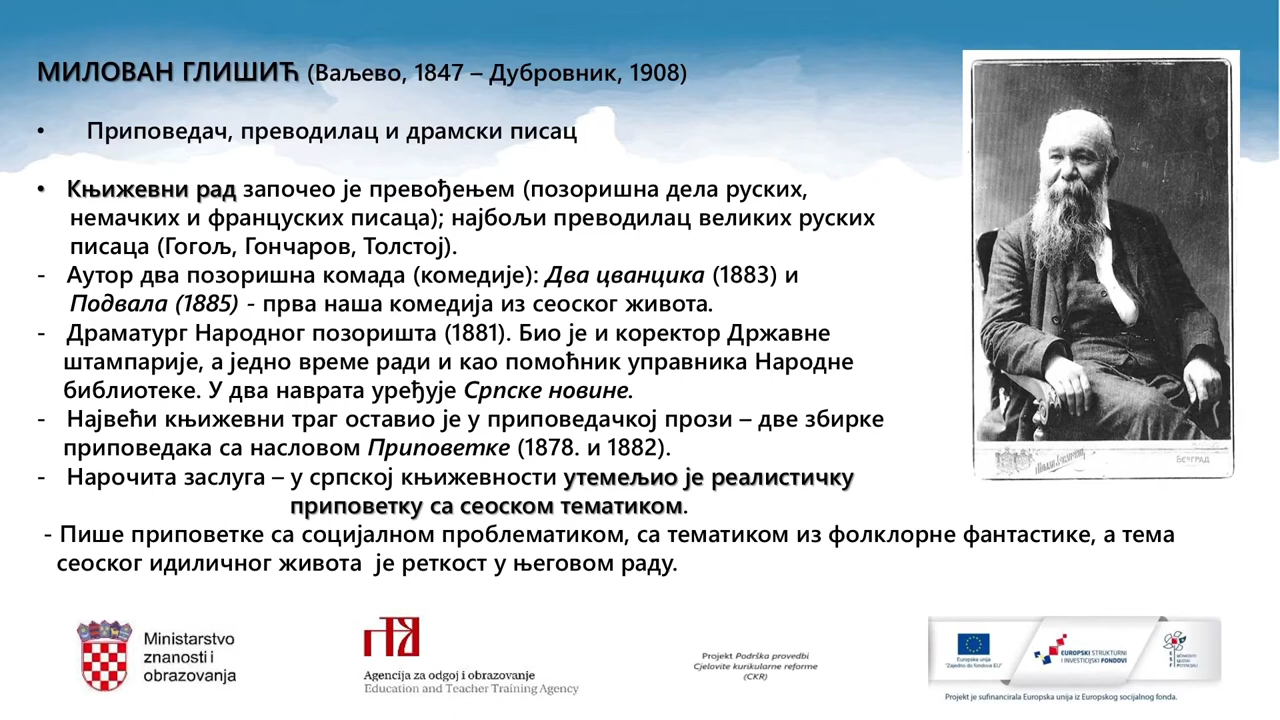 МИЛОВАН ГЛИШИЋ (Ваљево, 1847 – Дубровник, 1908)
• Приповедач, преводилац и драмски писац
• Књижевни рад започео је превођењем (позоришна дела руских,
немачких и француских писаца); најбољи преводилац великих руских
писаца (Гогољ, Гончаров, Толстој).
- Аутор два позоришна комада (комедије): Два цванцика (1883) и
Подвала (1885) - прва наша комедија из сеоског живота.
- Драматург Народног позоришта (1881). Био је и коректор Државне
штампарије, а једно време ради и као помоћник управника Народне
библиотеке. У два наврата уређује Српске новине.
- Највећи књижевни траг оставио је у приповедачкој прози – две збирке
приповедака са насловом Приповетке (1878. и 1882).
- Нарочита заслуга – у српској књижевности утемељио је реалистичку
приповетку са сеоском тематиком.
- Пише приповетке са социјалном проблематиком, са тематиком из фолклорне фантастике, а тема
сеоског идиличног живота је реткост у његовом раду.
БЕОГРАД
Ministarstvo
znanosti i
obrazovanja
Agencija za odgoj i obrazovanje
Education and Teacher Training Agency
Projekt Podrška provedbi
Cjelovite kurikularne reforme
(CKR)
Europska unija
"Zajedno do fondova EU"
EUROPSKI STRUKTURNI
I INVESTICIJSKI FONDOVI
Projekt je sufinancirala Europska unija iz Europskog socijalnog fonda.